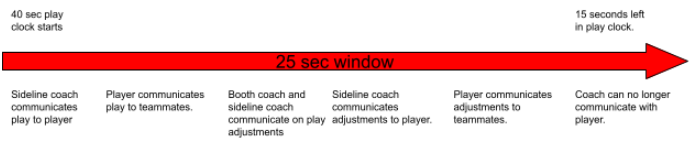 40 sec play
clock starts
15 seconds left
in play clock.
25 sec window
Sideline coach
communicates
play to player
Player communicates
play to teammates.
Booth coach and
sideline coach
communicate on play
adjustments
Sideline coach
communicates
adjustments to player.
Player communicates
adjustments to
teammates.
Coach can no longer
communicate with
player.